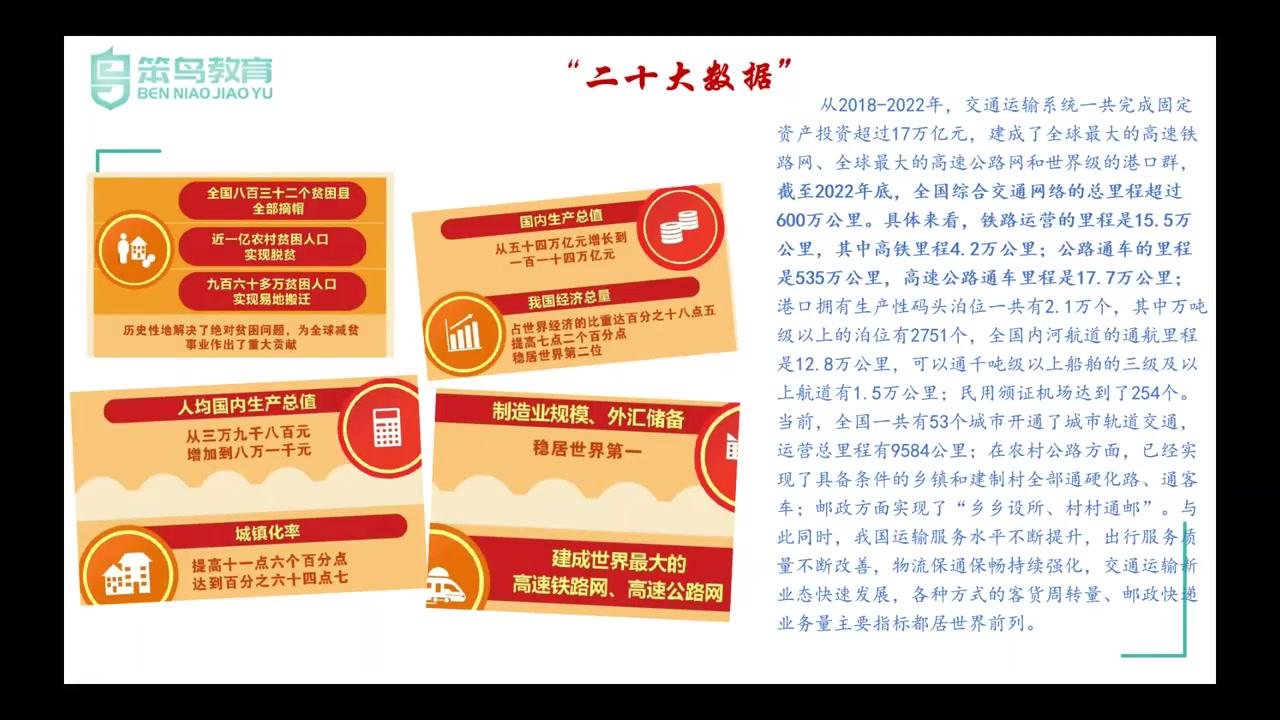 笨鸟教育
BEN NIAO JIAO YU
“二十大数据”
全国八百三十二个贫困县
全部摘帽
近一亿农村贫困人口
实现脱贫
九百六十多万贫困人口
实现易地搬迁
历史性地解决了绝对贫困问题，为全球减贫
事业作出了重大贡献
国内生产总值
从五十四万亿元增长到
一百一十四万亿元
我国经济总量
占世界经济的比重达百分之十八点五
提高七点二个百分点
稳居世界第二位
人均国内生产总值
从三万九千八百元
增加到八万一千元
城镇化率
提高十一点六个百分点
达到百分之六十四点七
制造业规模、外汇储备
稳居世界第一
建成世界最大的
高速铁路网、高速公路网
从2018-2022年，交通运输系统一共完成固定
资产投资超过17万亿元，建成了全球最大的高速铁
路网、全球最大的高速公路网和世界级的港口群，
截至2022年底，全国综合交通网络的总里程超过
600万公里。具体来看，铁路运营的里程是15.5万
公里，其中高铁里程4.2万公里；公路通车的里程
是535万公里，高速公路通车里程是17.7万公里；
港口拥有生产性码头泊位一共有2.1万个，其中万吨
级以上的泊位有2751个，全国内河航道的通航里程
是12.8万公里，可以通千吨级以上船舶的三级及以
上航道有1.5万公里；民用颁证机场达到了254个。
当前，全国一共有53个城市开通了城市轨道交通，
运营总里程有9584公里；在农村公路方面，已经实
现了具备条件的乡镇和建制村全部通硬化路、通客
车；邮政方面实现了“乡乡设所、村村通邮”。与
此同时，我国运输服务水平不断提升，出行服务质
量不断改善，物流保通保畅持续强化，交通运输新
业态快速发展，各种方式的客货周转量、邮政快递
业务量主要指标都居世界前列。